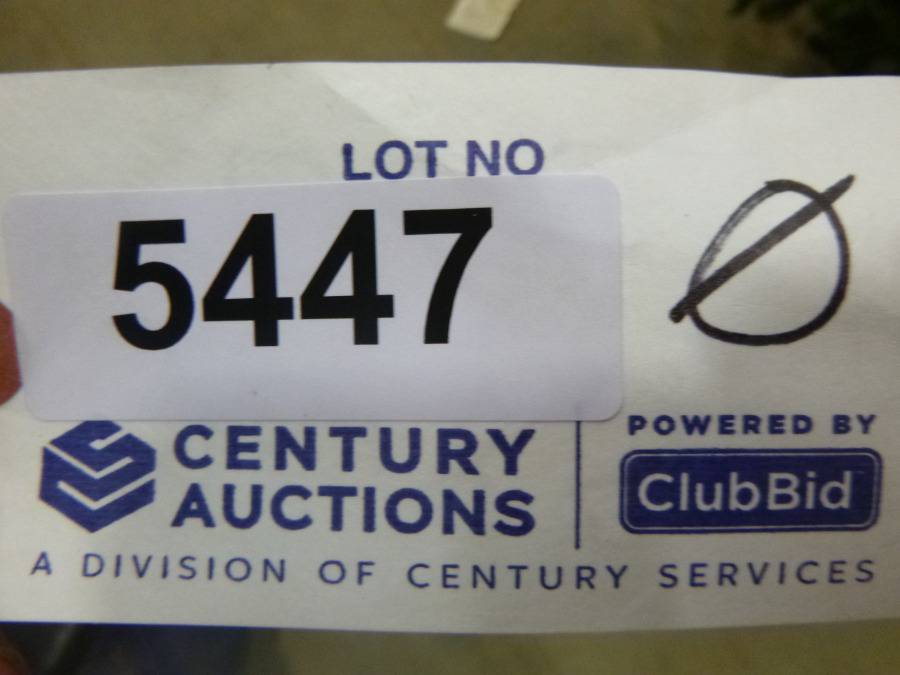 LOT NO
5447
Ø
CENTURY
AUCTIONS
POWERED BY
ClubBid
A DIVISION OF CENTURY SERVICES